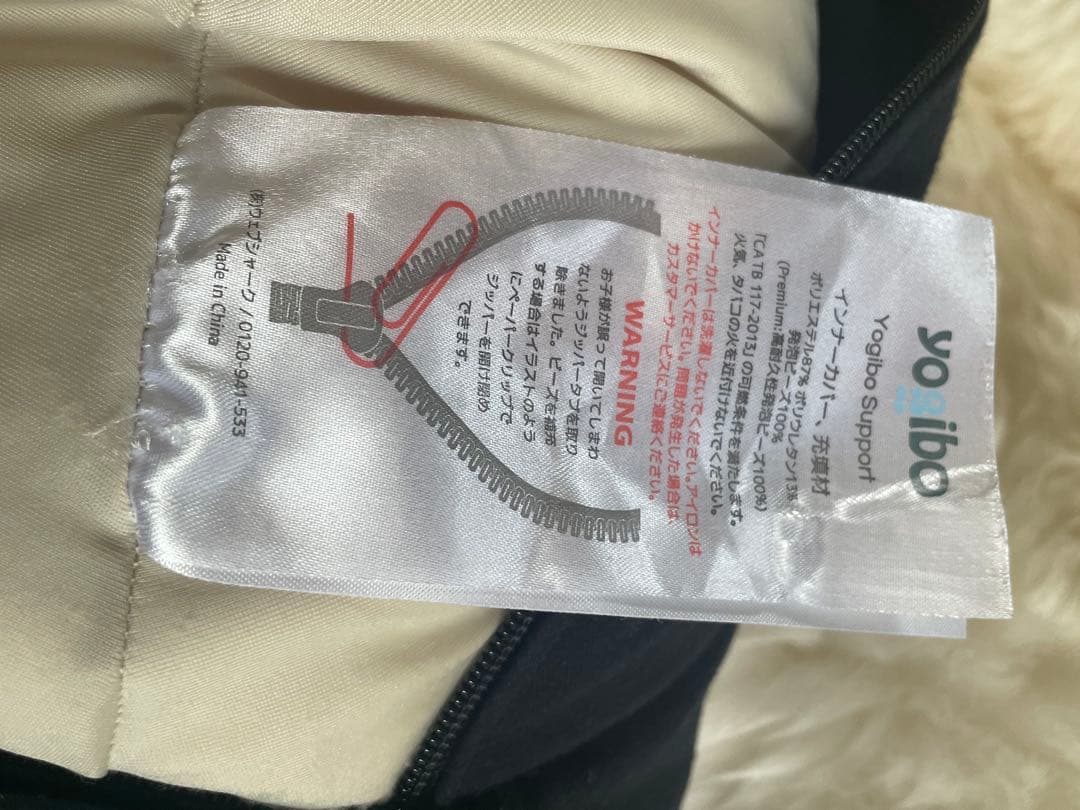 yogibo
Yogibo Support
インナーカバー、充填材
ポリエステル87% ポリウレタン13%
発泡ビーズ100%
(Premium:高耐久性発泡ビーズ100%)
「CA TB 117-2013」の可燃条件を満たします。
火気、タバコの火を近付けないでください。
インナーカバーは洗濯しないでください。アイロンは
かけないでください。問題が発生した場合は、
カスタマーサービスにご連絡ください。
WARNING
お子様が誤って開いてしまわ
ないようジッパータブを取り
除きました。ビーズを補充
する場合はイラストのよう
にペーパークリップで
ジッパーを開け閉め
できます。
(株)ウェブシャーク / 0120-941-533
Made in China